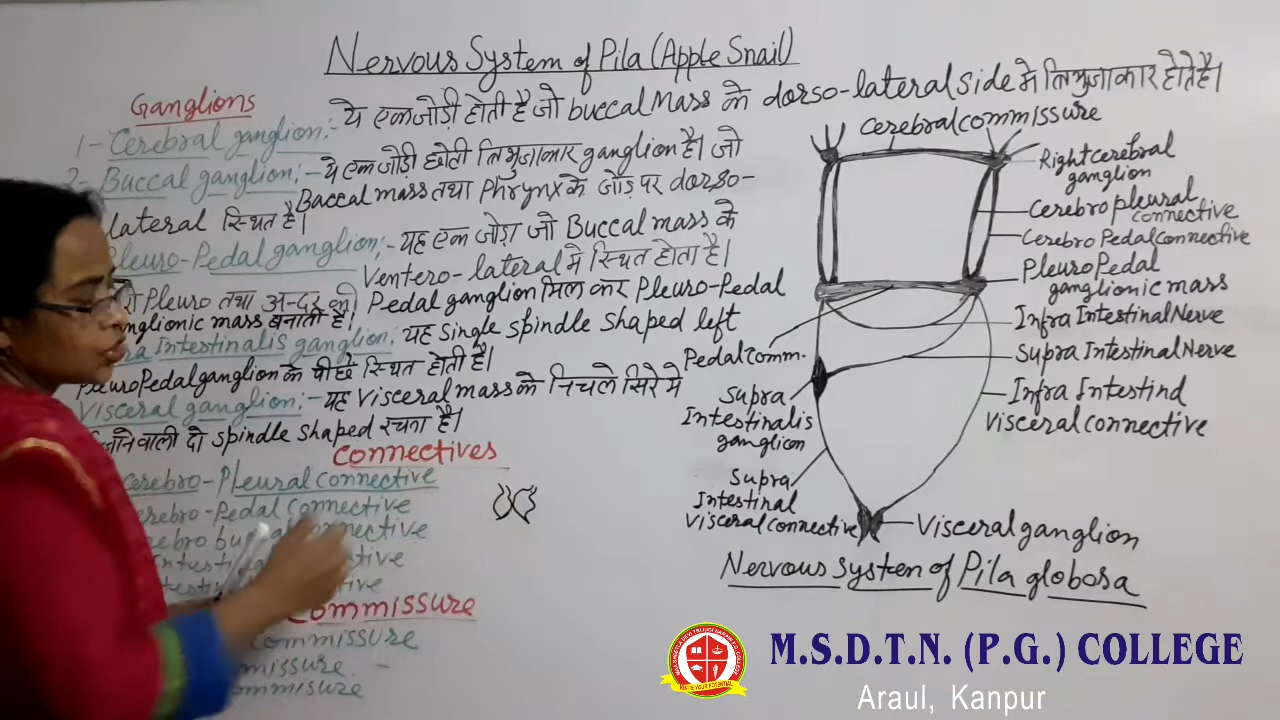 Nervous System of Pila (Apple Snail)
Ganglions
1- Cerebral ganglion:- ये एक जोड़ी होती है जो buccal Mass के dorso-lateral side मे त्रिभुजाकार होते है।
2- Buccal ganglion:- ये एक जोड़ी छोटी त्रिभुजाकार ganglion है। जो
Baccal mass तथा Phrynx के जोड़ पर dorso-
lateral स्थित है।
Pleuro-Pedal ganglion:- यह एक जोड़ा जो Buccal mass के
Ventero-lateral मे स्थित होता है।
Pleuro तथा अन्दर की Pedal ganglion मिल कर Pleuro-Pedal
ganglionic mass बनाती है।
Intestinalis ganglion:- यह single spindle shaped left
PleuroPedal ganglion के पीछे स्थित होती है।
Visceral ganglion:- यह visceral mass के निचले सिरे मे
वाली दो spindle shaped रचना है।
Connectives
Cerebro-Pleural connective
Cerebro-Pedal connective
connective
Commissure
Commissure
Cerebral commissure
Right cerebral
ganglion
Cerebro pleural
connective
Cerebro Pedal connective
Pleuro Pedal
ganglionic mass
Infra Intestinal Nerve
Supra Intestinal Nerve
Infra Intestind
Visceral connective
Pedal Comm.
Supra
Intestinalis
ganglion
Supra
Intestinal
Visceral connective
Visceral ganglion
Nervous System of Pila globosa
M.S.D.T.N. (P.G.) COLLEGE
Araul, Kanpur